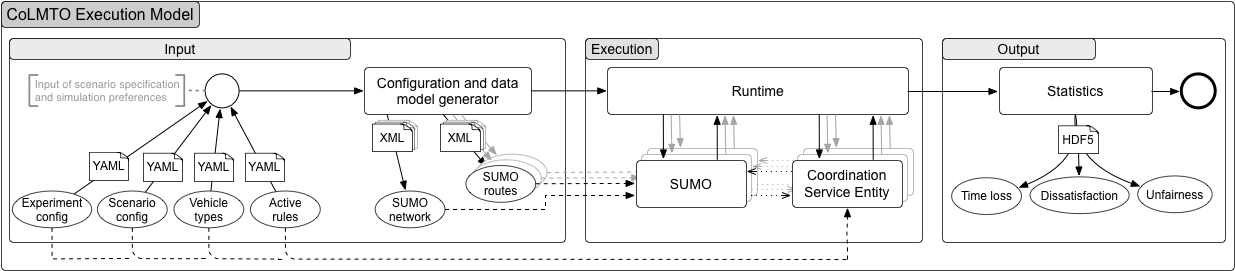 CoLMTO Execution Model
Input
Execution
Output
Input of scenario specification
and simulation preferences
Configuration and data
model generator
Runtime
Statistics
XML
XML
HDF5
YAML
YAML
YAML
YAML
SUMO
routes
SUMO
Coordination
Service Entity
Experiment
config
Scenario
config
Vehicle
types
Active
rules
SUMO
network
Time loss
Dissatisfaction
Unfairness